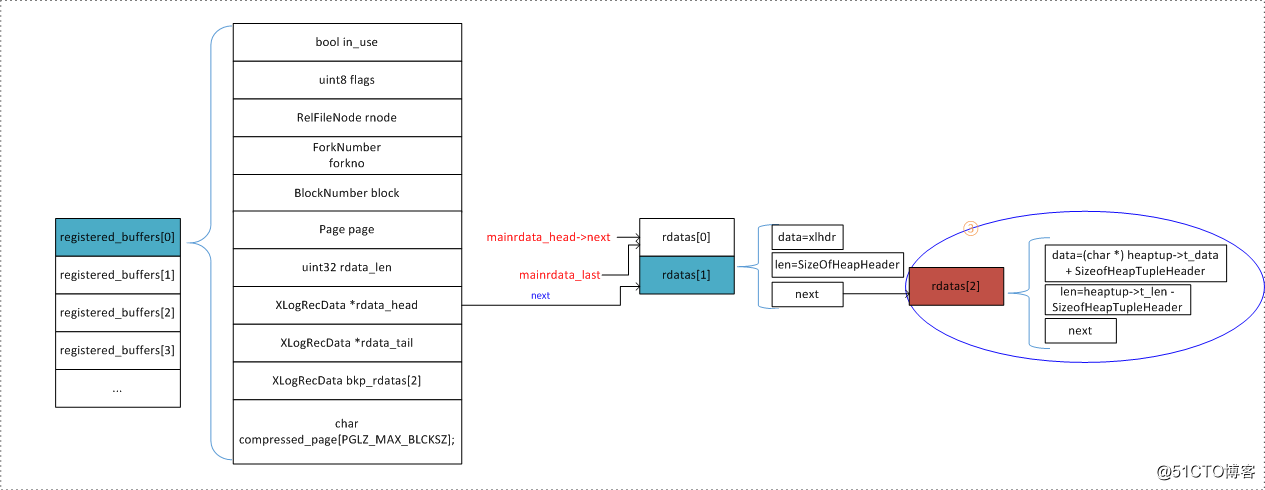 registered_buffers[0]
registered_buffers[1]
registered_buffers[2]
registered_buffers[3]
...
bool in_use
uint8 flags
RelFileNode rnode
ForkNumber
forkno
BlockNumber block
Page page
uint32 rdata_len
XLogRecData *rdata_head
XLogRecData *rdata_tail
XLogRecData bkp_rdatas[2]
char
compressed_page[PGLZ_MAX_BLCKSZ];
mainrdata_head->next
mainrdata_last
next
rdatas[0]
rdatas[1]
data=xlhdr
len=SizeOfHeapHeader
next
③
rdatas[2]
data=(char *) heaptup->t_data
+ SizeofHeapTupleHeader
len=heaptup->t_len -
SizeofHeapTupleHeader
next
@51CTO博客